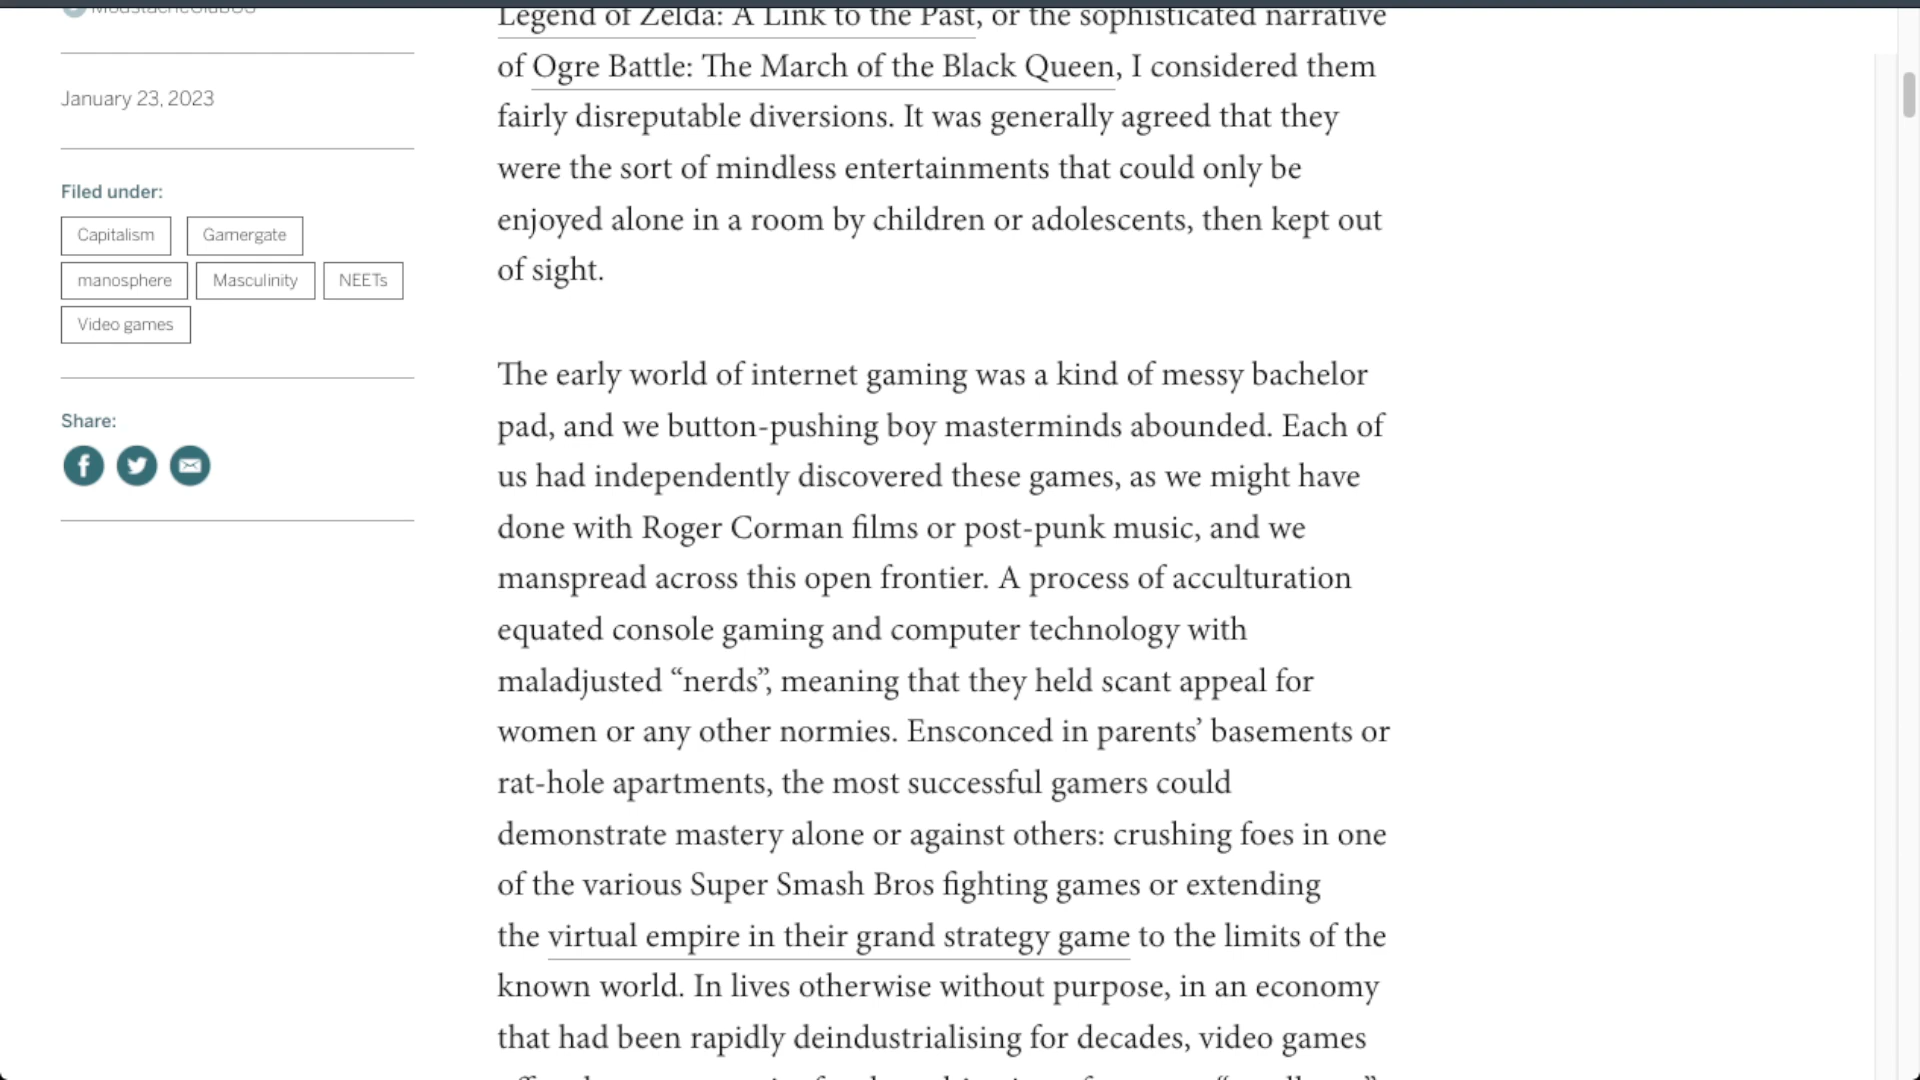 MoustacheClubUS
January 23, 2023
Filed under:
Capitalism
Gamergate
manosphere
Masculinity
NEETs
Video games
Share:
Legend of Zelda: A Link to the Past, or the sophisticated narrative
of Ogre Battle: The March of the Black Queen, I considered them
fairly disreputable diversions. It was generally agreed that they
were the sort of mindless entertainments that could only be
enjoyed alone in a room by children or adolescents, then kept out
of sight.
The early world of internet gaming was a kind of messy bachelor
pad, and we button-pushing boy masterminds abounded. Each of
us had independently discovered these games, as we might have
done with Roger Corman films or post-punk music, and we
manspread across this open frontier. A process of acculturation
equated console gaming and computer technology with
maladjusted “nerds”, meaning that they held scant appeal for
women or any other normies. Ensconced in parents’ basements or
rat-hole apartments, the most successful gamers could
demonstrate mastery alone or against others: crushing foes in one
of the various Super Smash Bros fighting games or extending
the virtual empire in their grand strategy game to the limits of the
known world. In lives otherwise without purpose, in an economy
that had been rapidly deindustrialising for decades, video games